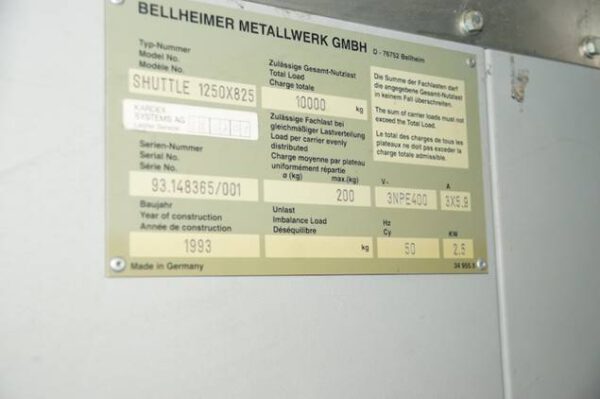 BELLHEIMER METALLWERK GMBH D - 76752 Bellheim
Typ-Nummer
Model No.
Modèle No.
SHUTTLE 1250X825
KARDEX
SYSTEMS AG
Serien-Nummer
Serial No.
Série No.
93.148365/001
Baujahr
Year of construction
Année de construction
1993
Made in Germany
Zulässige Gesamt-Nutzlast
Total Load
Charge totale
10000 kg
Zulässige Fachlast bei
gleichmäßiger Lastverteilung
Load per carrier evenly
distributed
Charge moyenne par plateau
uniformément répartie
ø (kg) max.(kg)
200
Unlast
Imbalance Load
Déséquilibre
kg
Die Summe der Fachlasten darf
die angegebene Gesamt-Nutzlast
in keinem Fall überschreiten.
The sum of carrier loads must not
exceed the Total Load.
Le total des charges de tous les
plateaux ne doit pas exceder la
charge totale admissible.
V~ A
3NPE400 3X5.9
Hz
Cy KW
50 2.5